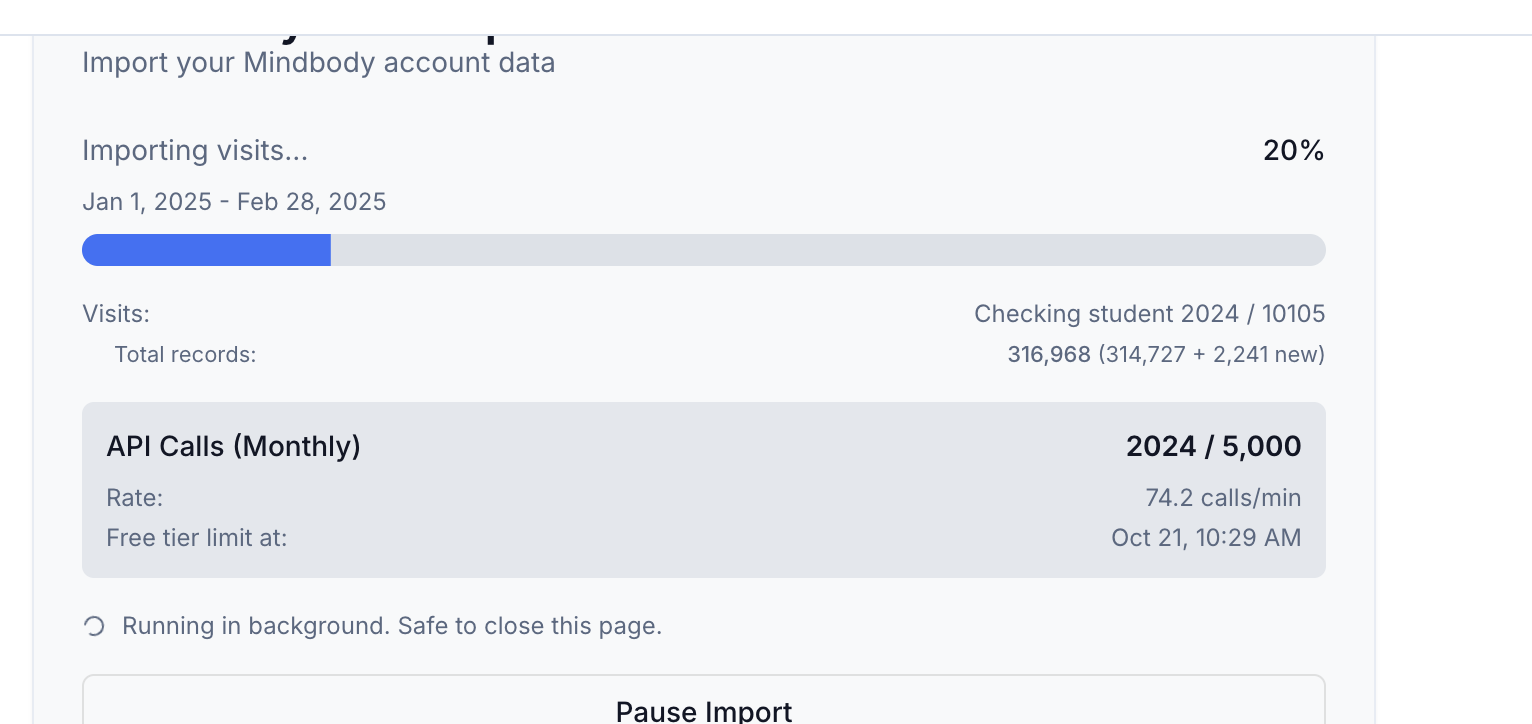 Import your Mindbody account data
Importing visits...
20%
Jan 1, 2025 - Feb 28, 2025
Visits:
Checking student 2024 / 10105
Total records:
316,968 (314,727 + 2,241 new)
API Calls (Monthly)
2024 / 5,000
Rate:
74.2 calls/min
Free tier limit at:
Oct 21, 10:29 AM
Running in background. Safe to close this page.
Pause Import